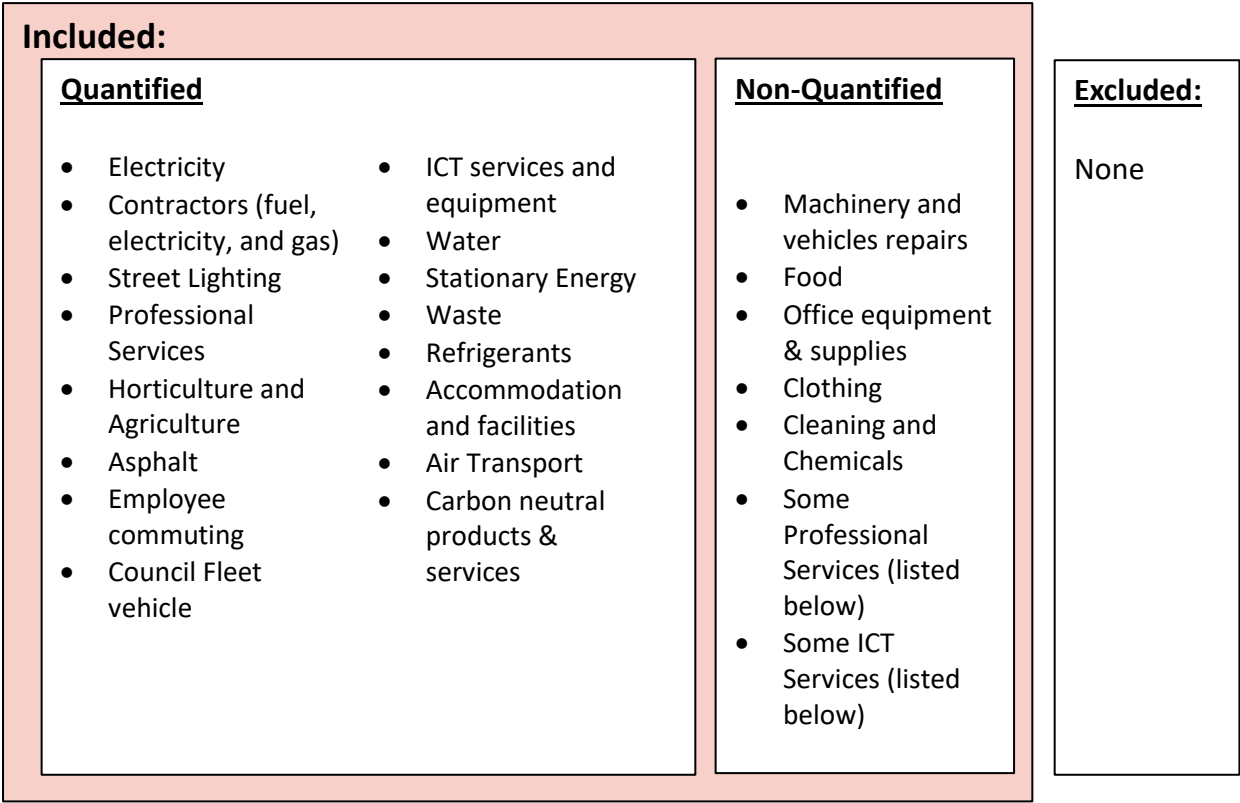 Included:
Quantified
• Electricity
• Contractors (fuel,
electricity, and gas)
• Street Lighting
• Professional
Services
• Horticulture and
Agriculture
• Asphalt
• Employee
commuting
• Council Fleet
vehicle
• ICT services and
equipment
• Water
• Stationary Energy
• Waste
• Refrigerants
• Accommodation
and facilities
• Air Transport
• Carbon neutral
products &
services
Non-Quantified
• Machinery and
vehicles repairs
• Food
• Office equipment
& supplies
• Clothing
• Cleaning and
Chemicals
• Some
Professional
Services (listed
below)
• Some ICT
Services (listed
below)
Excluded:
None